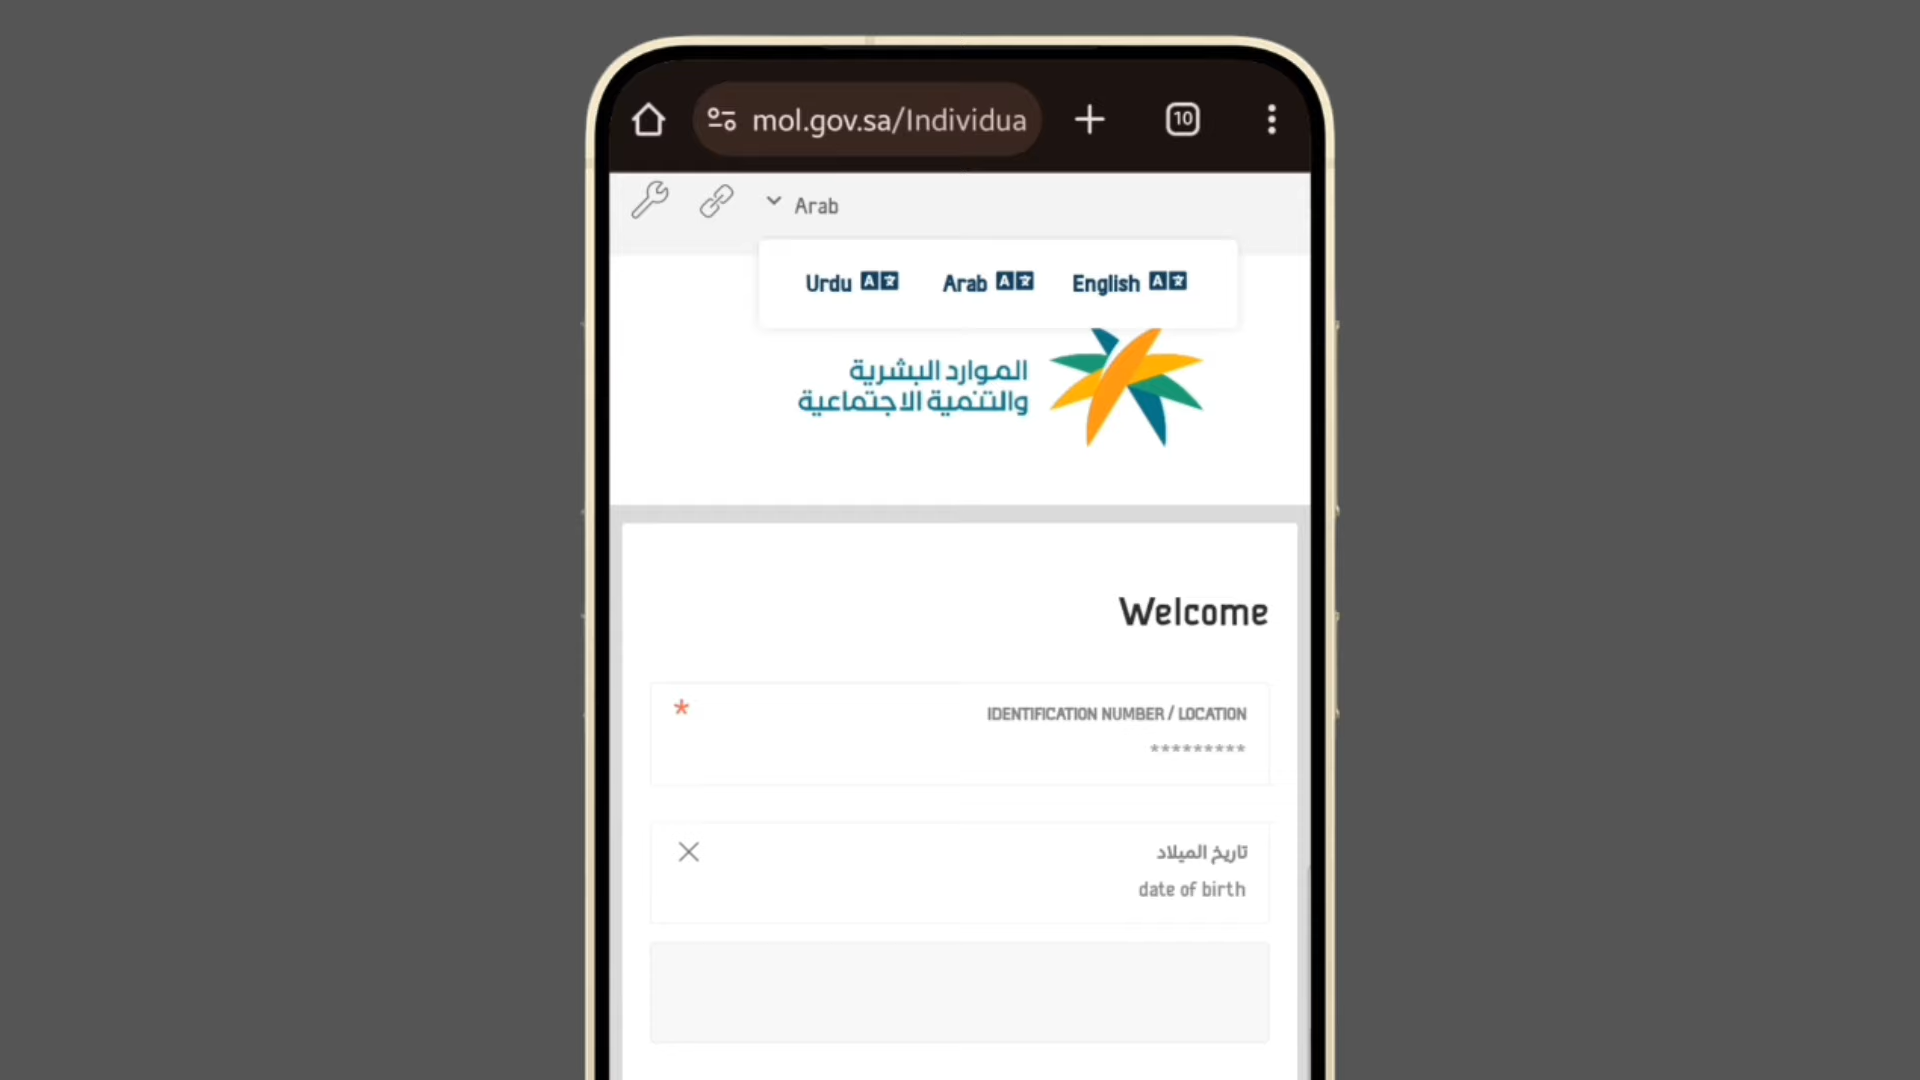 mol.gov.sa/Individua
10
Arab
Urdu Arab English
الموارد البشرية
والتنمية الاجتماعية
Welcome
*
IDENTIFICATION NUMBER / LOCATION
*********
تاريخ الميلاد
date of birth